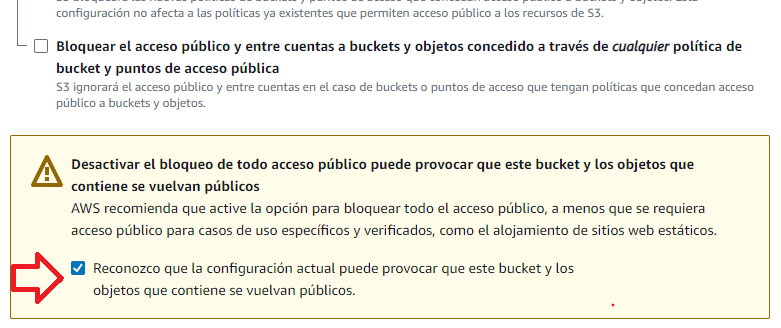 configuración no afecta a las políticas ya existentes que permiten acceso público a los recursos de S3.
Bloquear el acceso público y entre cuentas a buckets y objetos concedido a través de cualquier política de
bucket y puntos de acceso pública
S3 ignorará el acceso público y entre cuentas en el caso de buckets o puntos de acceso que tengan políticas que concedan acceso
público a buckets y objetos.
Desactivar el bloqueo de todo acceso público puede provocar que este bucket y los objetos que
contiene se vuelvan públicos
AWS recomienda que active la opción para bloquear todo el acceso público, a menos que se requiera
acceso público para casos de uso específicos y verificados, como el alojamiento de sitios web estáticos.
Reconozco que la configuración actual puede provocar que este bucket y los
objetos que contiene se vuelvan públicos.